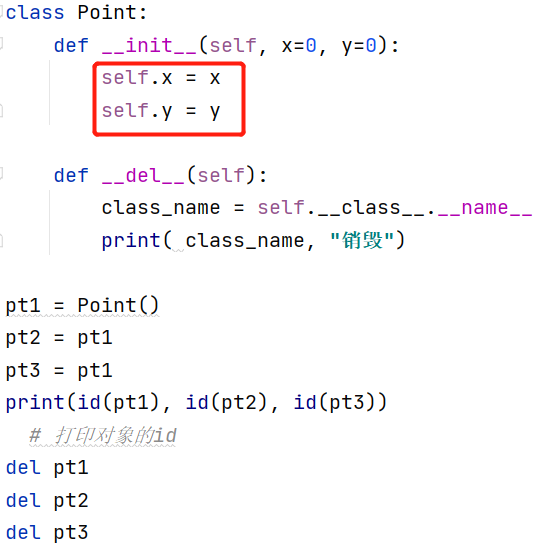 class Point:
    def __init__(self, x=0, y=0):
        self.x = x
        self.y = y
    def __del__(self):
        class_name = self.__class__.__name__
        print( class_name, "销毁")
pt1 = Point()
pt2 = pt1
pt3 = pt1
print(id(pt1), id(pt2), id(pt3))
  # 打印对象的id
del pt1
del pt2
del pt3